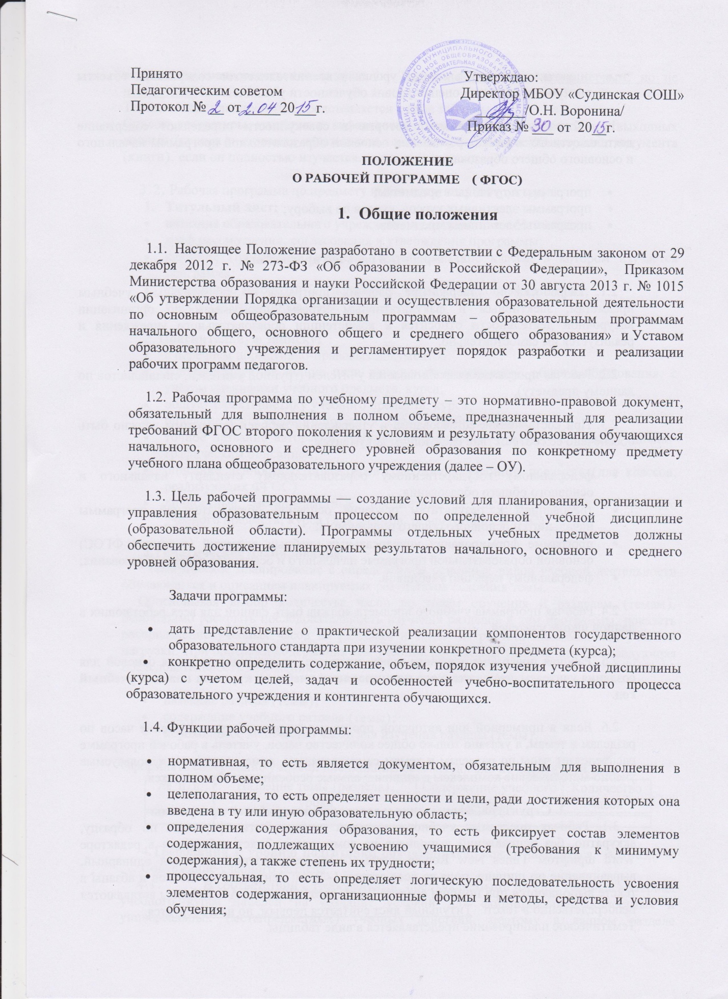 Принято
Педагогическим советом
Протокол № 2 от 2.04 2015 г.
Утверждаю:
Директор МБОУ «Судинская СОШ»
/О.Н. Воронина/
Приказ № 30 от 2015г.
ПОЛОЖЕНИЕ
О РАБОЧЕЙ ПРОГРАММЕ ( ФГОС)
1. Общие положения
1.1. Настоящее Положение разработано в соответствии с Федеральным законом от 29
декабря 2012 г. № 273-ФЗ «Об образовании в Российской Федерации», Приказом
Министерства образования и науки Российской Федерации от 30 августа 2013 г. № 1015
«Об утверждении Порядка организации и осуществления образовательной деятельности
по основным общеобразовательным программам – образовательным программам
начального общего, основного общего и среднего общего образования» и Уставом
образовательного учреждения и регламентирует порядок разработки и реализации
рабочих программ педагогов.
1.2. Рабочая программа по учебному предмету – это нормативно-правовой документ,
обязательный для выполнения в полном объеме, предназначенный для реализации
требований ФГОС второго поколения к условиям и результату образования обучающихся
начального, основного и среднего уровней образования по конкретному предмету
учебного плана общеобразовательного учреждения (далее – ОУ).
1.3. Цель рабочей программы — создание условий для планирования, организации и
управления образовательным процессом по определенной учебной дисциплине
(образовательной области). Программы отдельных учебных предметов должны
обеспечить достижение планируемых результатов начального, основного и среднего
уровней образования.
Задачи программы:
• дать представление о практической реализации компонентов государственного
образовательного стандарта при изучении конкретного предмета (курса);
• конкретно определить содержание, объем, порядок изучения учебной дисциплины
(курса) с учетом целей, задач и особенностей учебно-воспитательного процесса
образовательного учреждения и контингента обучающихся.
1.4. Функции рабочей программы:
• нормативная, то есть является документом, обязательным для выполнения в
полном объеме;
• целеполагания, то есть определяет ценности и цели, ради достижения которых она
введена в ту или иную образовательную область;
• определения содержания образования, то есть фиксирует состав элементов
содержания, подлежащих усвоению учащимися (требования к минимуму
содержания), а также степень их трудности;
• процессуальная, то есть определяет логическую последовательность усвоения
элементов содержания, организационные формы и методы, средства и условия
обучения;